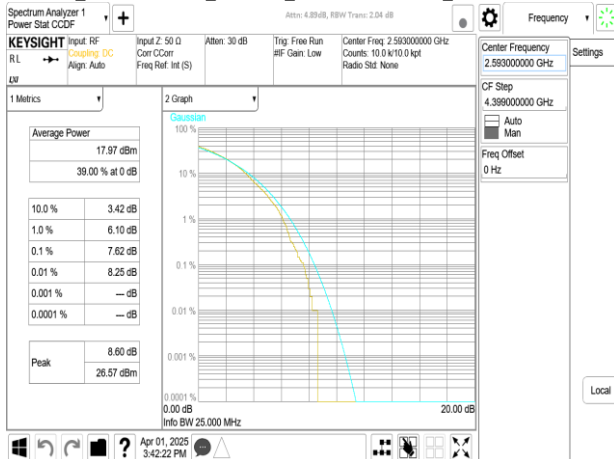 Spectrum Analyzer 1
Power Stat CCDF
Attn: 4.89dB, RBW Trans: 2.04 dB
Frequency
KEYSIGHT
RL
LXI
Input: RF
Coupling: DC
Align: Auto
Input Z: 50 Ω
Corr CCorr
Freq Ref: Int (S)
Atten: 30 dB
Trig: Free Run
#IF Gain: Low
Center Freq: 2.593000000 GHz
Counts: 10.0 k/10.0 kpt
Radio Std: None
Center Frequency
2.593000000 GHz
Settings
CF Step
4.399000000 GHz
Auto
Man
Freq Offset
0 Hz
Local
1 Metrics
Average Power
17.97 dBm
39.00 % at 0 dB
10.0 % 3.42 dB
1.0 % 6.10 dB
0.1 % 7.62 dB
0.01 % 8.25 dB
0.001 % --- dB
0.0001 % --- dB
Peak
8.60 dB
26.57 dBm
2 Graph
Gaussian
100 %
10 %
1 %
0.1 %
0.01 %
0.001 %
0.0001 %
0.00 dB 20.00 dB
Info BW 25.000 MHz
?
Apr 01, 2025
3:42:22 PM